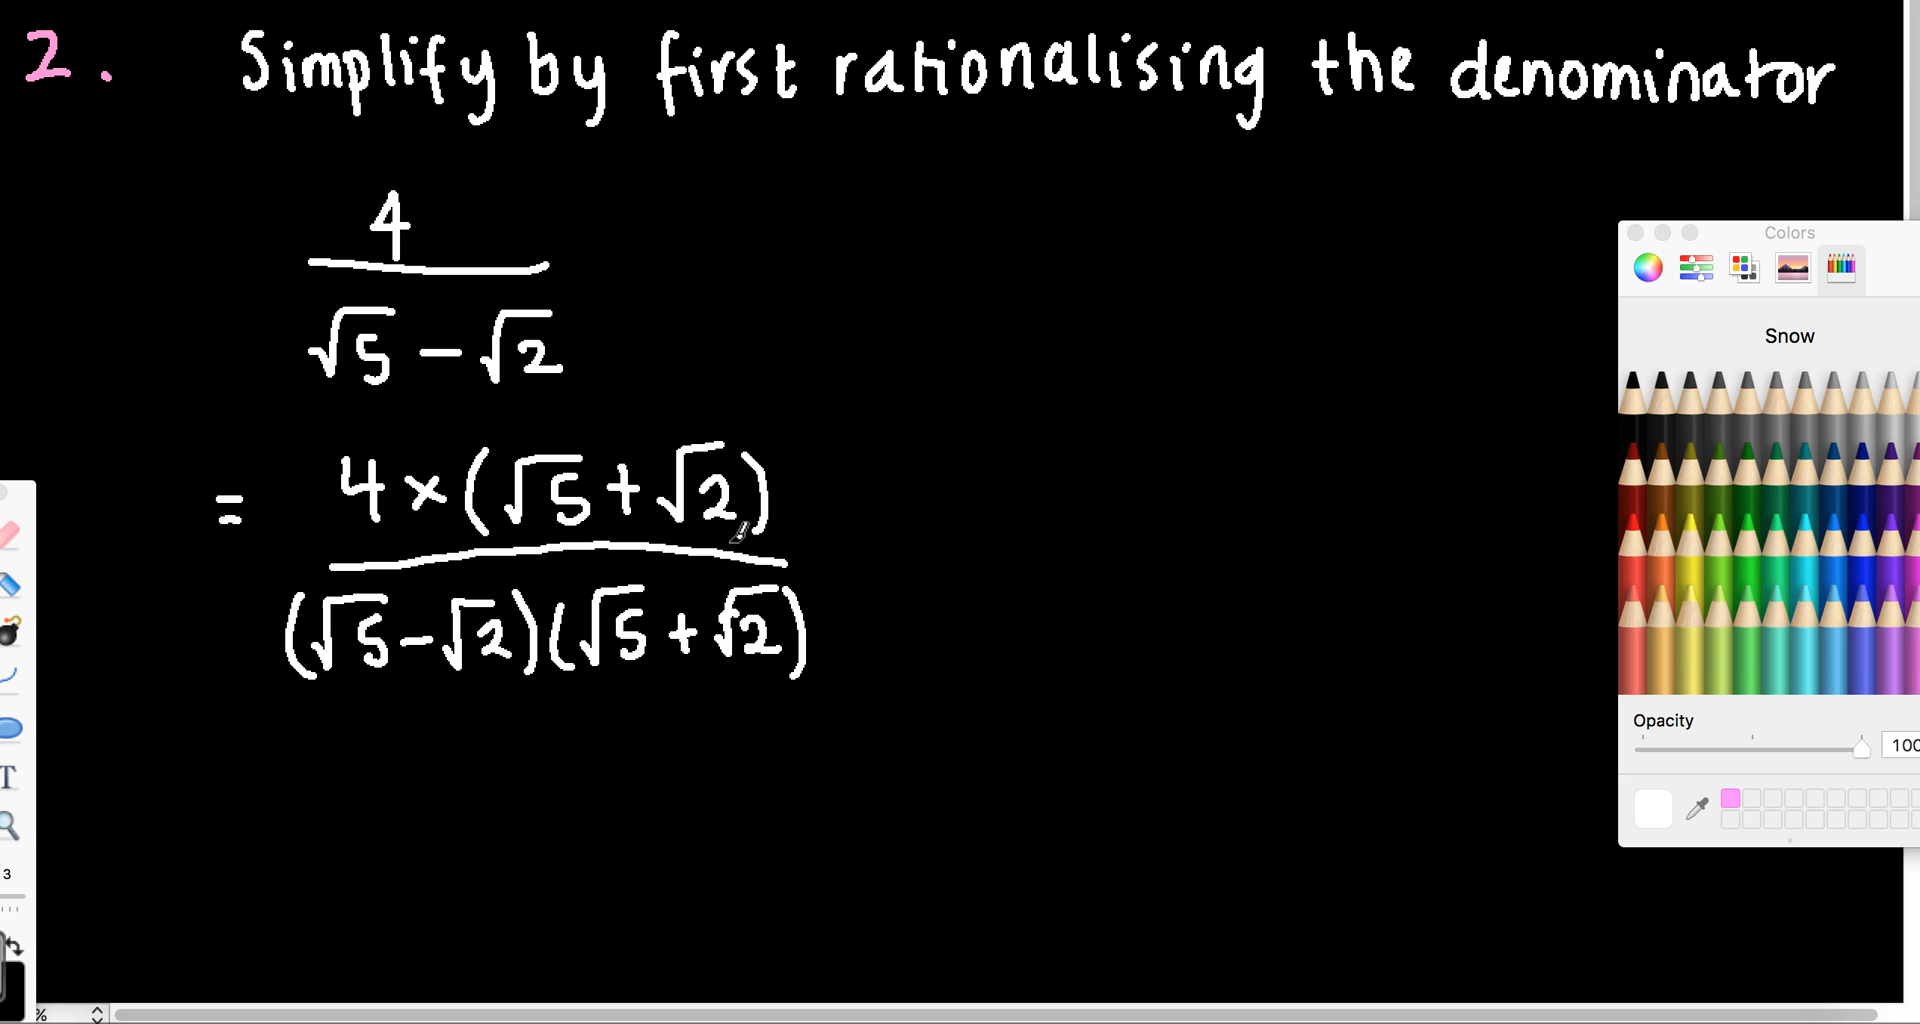 2. Simplify by first rationalising the denominator
4
√5 − √2
= 4 × (√5 + √2)
(√5 − √2)(√5 + √2)
Colors
Snow
Opacity
100
T
3
%